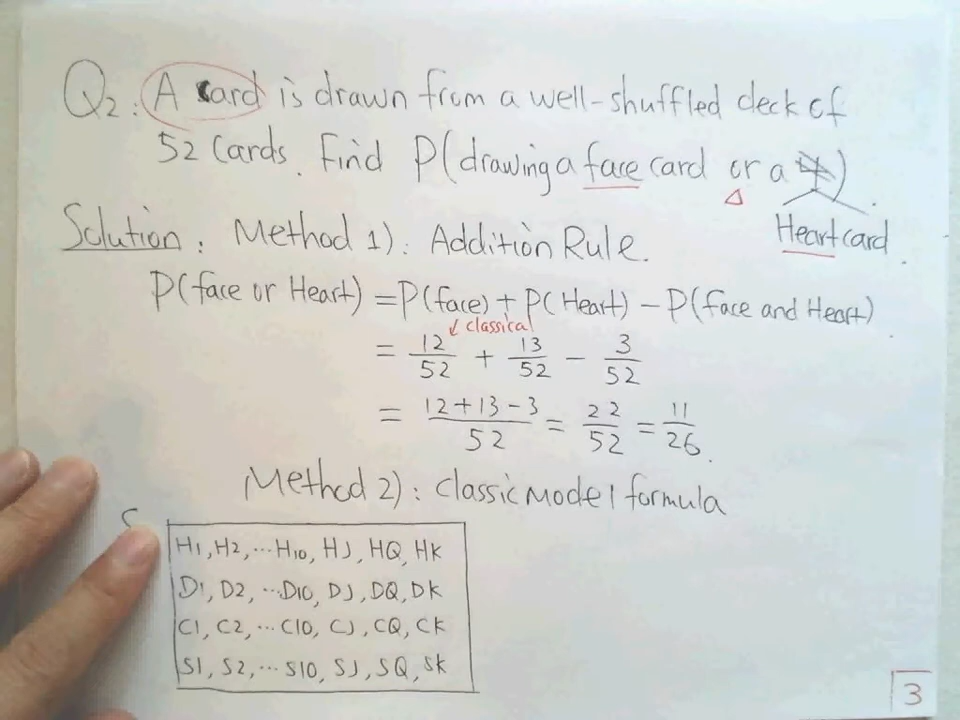 Q2: A Card is drawn from a well-shuffled deck of
52 Cards. Find P(drawing a face card or a      ).
Heart card.
Solution: Method 1): Addition Rule.
P(face or Heart) = P(face) + P(Heart) - P(face and Heart)
classical
= 12/52 + 13/52 - 3/52
= (12+13-3)/52 = 22/52 = 11/26.
Method 2): Classic Model formula
S
H1, H2, ...H10, HJ, HQ, HK
D1, D2, ...D10, DJ, DQ, DK
C1, C2, ...C10, CJ, CQ, CK
S1, S2, ...S10, SJ, SQ, SK
3